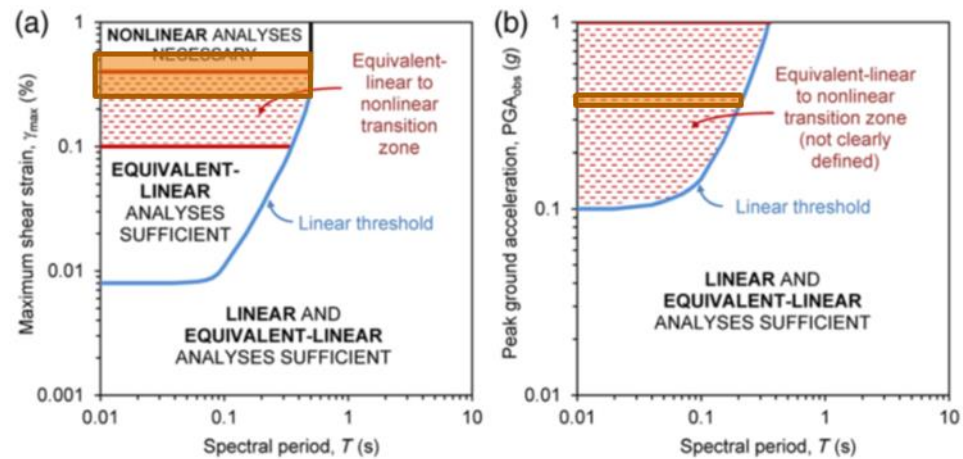 (a)
1
0.1
0.01
0.001
Maximum shear strain, γmax (%)
NONLINEAR ANALYSES
NECESSARY
Equivalent-
linear to
nonlinear
transition
zone
EQUIVALENT-
LINEAR
ANALYSES
SUFFICIENT
Linear threshold
LINEAR AND
EQUIVALENT-LINEAR
ANALYSES SUFFICIENT
0.01 0.1 1 10
Spectral period, T (s)
(b)
1
0.1
0.01
Peak ground acceleration, PGAobs (g)
Equivalent-linear
to nonlinear
transition zone
(not clearly
defined)
Linear threshold
LINEAR AND
EQUIVALENT-LINEAR
ANALYSES SUFFICIENT
0.01 0.1 1 10
Spectral period, T (s)